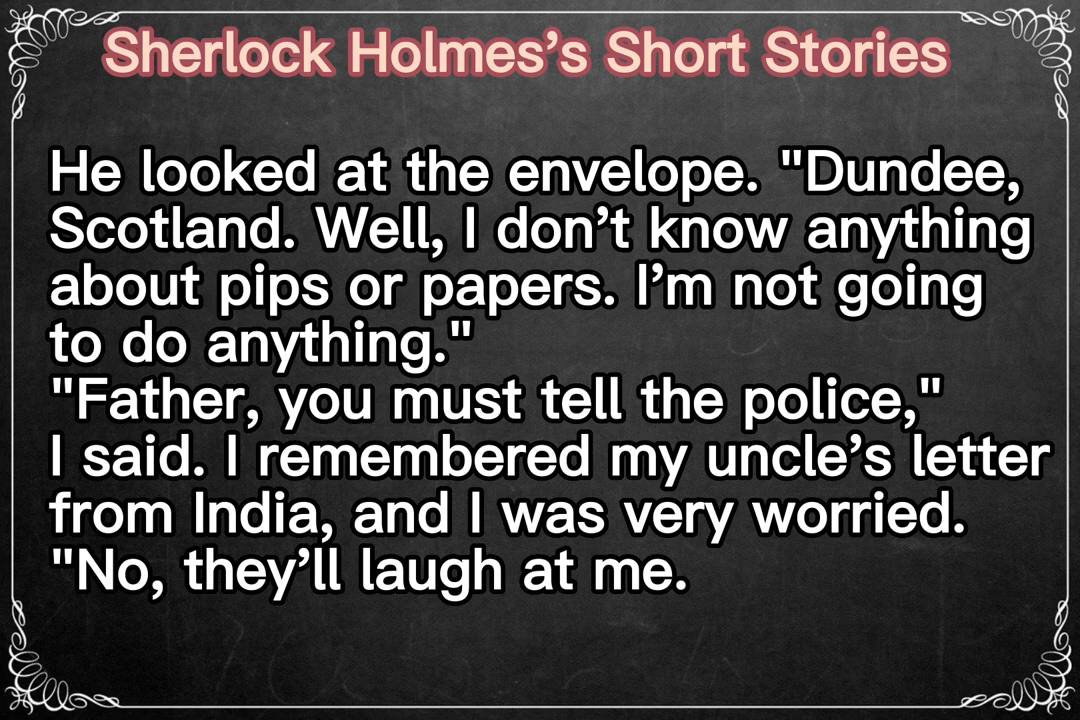 Sherlock Holmes’s Short Stories
He looked at the envelope. "Dundee,
Scotland. Well, I don’t know anything
about pips or papers. I’m not going
to do anything."
"Father, you must tell the police,"
I said. I remembered my uncle’s letter
from India, and I was very worried.
"No, they’ll laugh at me.